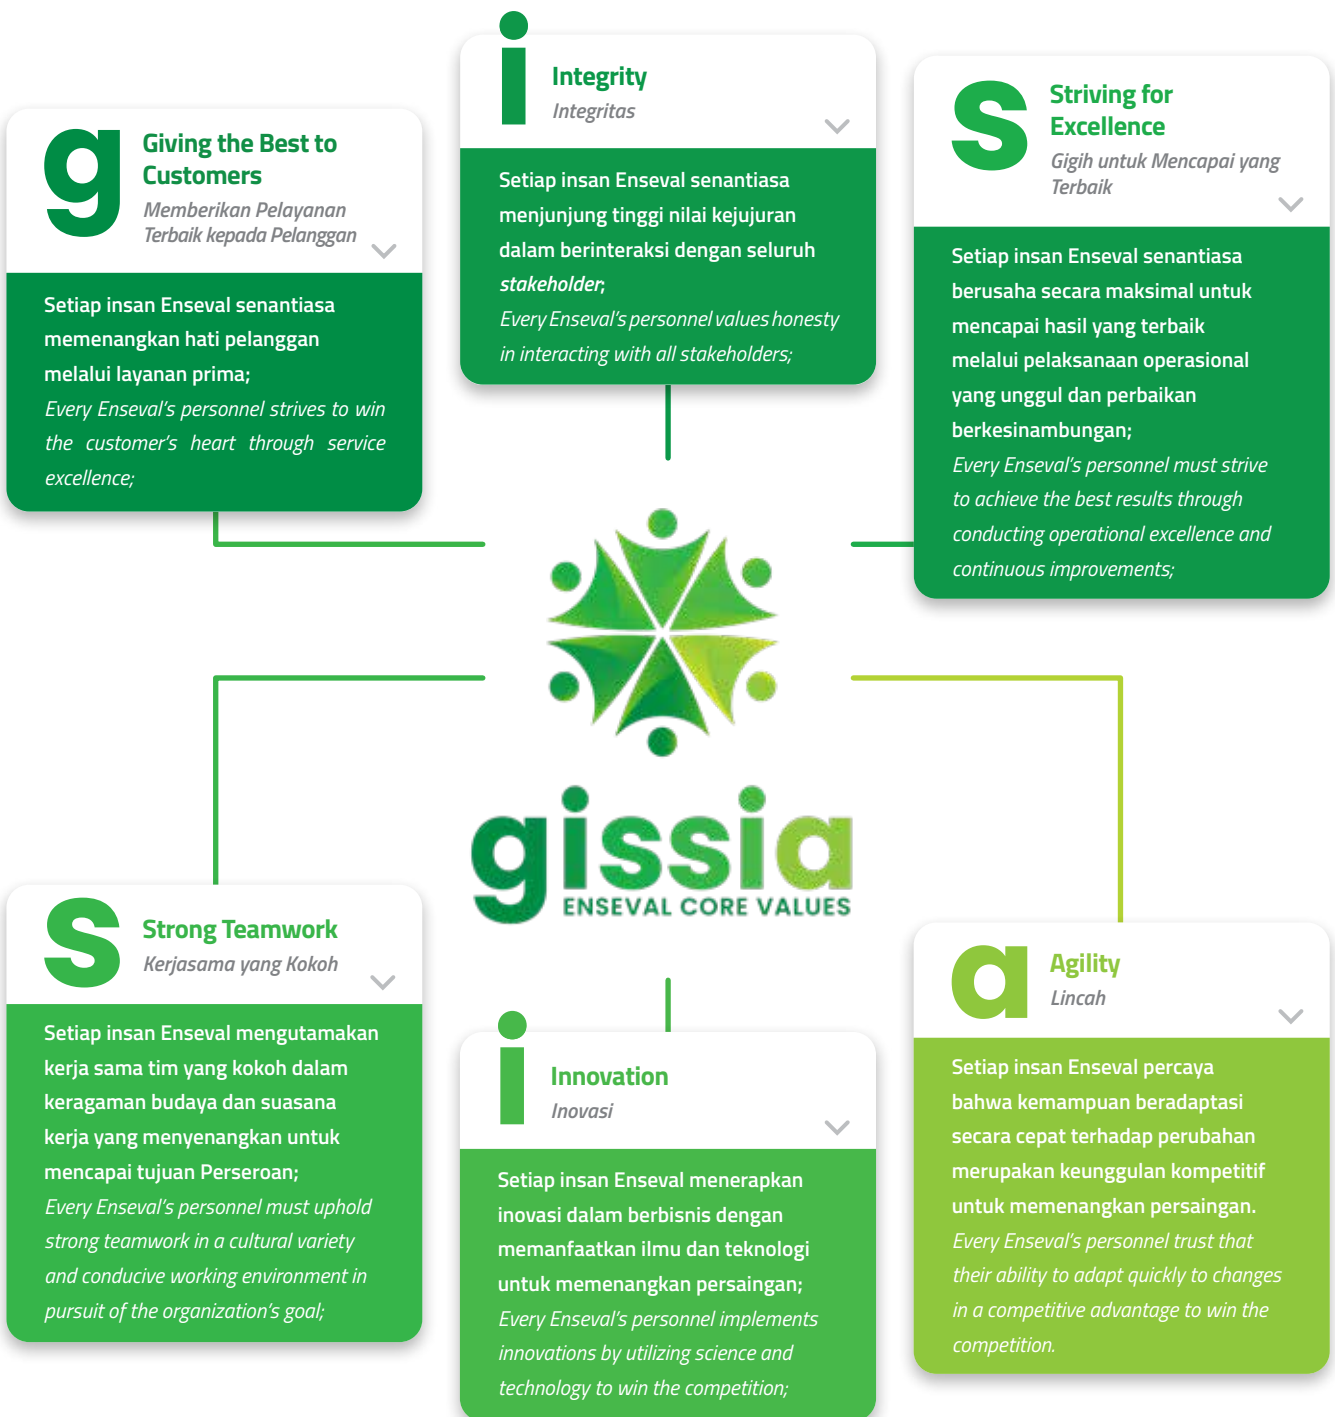 g
Giving the Best to
Customers
Memberikan Pelayanan
Terbaik kepada Pelanggan
Setiap insan Enseval senantiasa
memenangkan hati pelanggan
melalui layanan prima;
Every Enseval's personnel strives to win
the customer's heart through service
excellence;
i
Integrity
Integritas
Setiap insan Enseval senantiasa
menjunjung tinggi nilai kejujuran
dalam berinteraksi dengan seluruh
stakeholder;
Every Enseval's personnel values honesty
in interacting with all stakeholders;
s
Striving for
Excellence
Gigih untuk Mencapai yang
Terbaik
Setiap insan Enseval senantiasa
berusaha secara maksimal untuk
mencapai hasil yang terbaik
melalui pelaksanaan operasional
yang unggul dan perbaikan
berkesinambungan;
Every Enseval's personnel must strive
to achieve the best results through
conducting operational excellence and
continuous improvements;
gissia
ENSEVAL CORE VALUES
s
Strong Teamwork
Kerjasama yang Kokoh
Setiap insan Enseval mengutamakan
kerja sama tim yang kokoh dalam
keragaman budaya dan suasana
kerja yang menyenangkan untuk
mencapai tujuan Perseroan;
Every Enseval's personnel must uphold
strong teamwork in a cultural variety
and conducive working environment in
pursuit of the organization's goal;
i
Innovation
Inovasi
Setiap insan Enseval menerapkan
inovasi dalam berbisnis dengan
memanfaatkan ilmu dan teknologi
untuk memenangkan persaingan;
Every Enseval's personnel implements
innovations by utilizing science and
technology to win the competition;
a
Agility
Lincah
Setiap insan Enseval percaya
bahwa kemampuan beradaptasi
secara cepat terhadap perubahan
merupakan keunggulan kompetitif
untuk memenangkan persaingan.
Every Enseval's personnel trust that
their ability to adapt quickly to changes
in a competitive advantage to win the
competition.